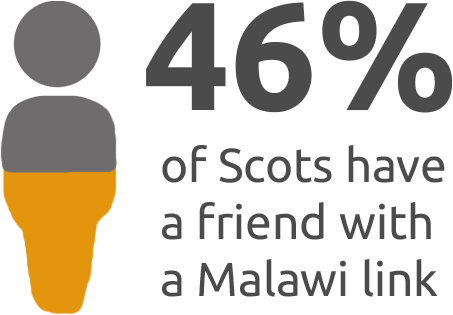 46%
of Scots have
a friend with
a Malawi link